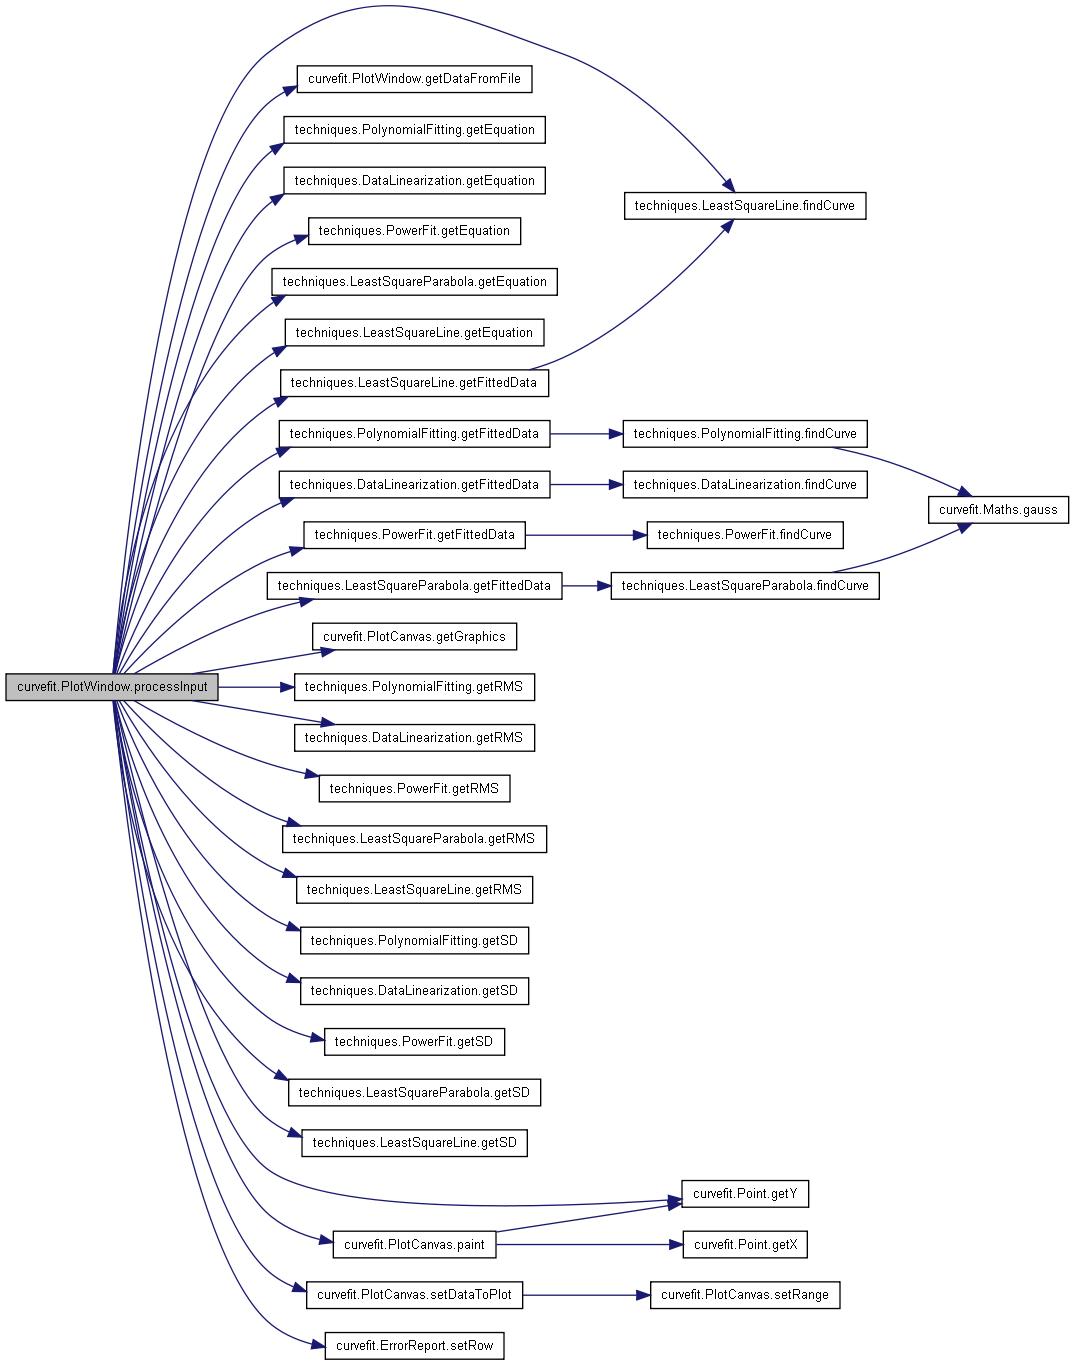 curvefit.PlotWindow.getDataFromFile
techniques.PolynomialFitting.getEquation
techniques.DataLinearization.getEquation
techniques.LeastSquareLine.findCurve
techniques.PowerFit.getEquation
techniques.LeastSquareParabola.getEquation
techniques.LeastSquareLine.getEquation
techniques.LeastSquareLine.getFittedData
techniques.PolynomialFitting.getFittedData
techniques.PolynomialFitting.findCurve
techniques.DataLinearization.getFittedData
techniques.DataLinearization.findCurve
curvefit.Maths.gauss
techniques.PowerFit.getFittedData
techniques.PowerFit.findCurve
techniques.LeastSquareParabola.getFittedData
techniques.LeastSquareParabola.findCurve
curvefit.PlotCanvas.getGraphics
curvefit.PlotWindow.processInput
techniques.PolynomialFitting.getRMS
techniques.DataLinearization.getRMS
techniques.PowerFit.getRMS
techniques.LeastSquareParabola.getRMS
techniques.LeastSquareLine.getRMS
techniques.PolynomialFitting.getSD
techniques.DataLinearization.getSD
techniques.PowerFit.getSD
techniques.LeastSquareParabola.getSD
techniques.LeastSquareLine.getSD
curvefit.Point.getY
curvefit.PlotCanvas.paint
curvefit.Point.getX
curvefit.PlotCanvas.setDataToPlot
curvefit.PlotCanvas.setRange
curvefit.ErrorReport.setRow